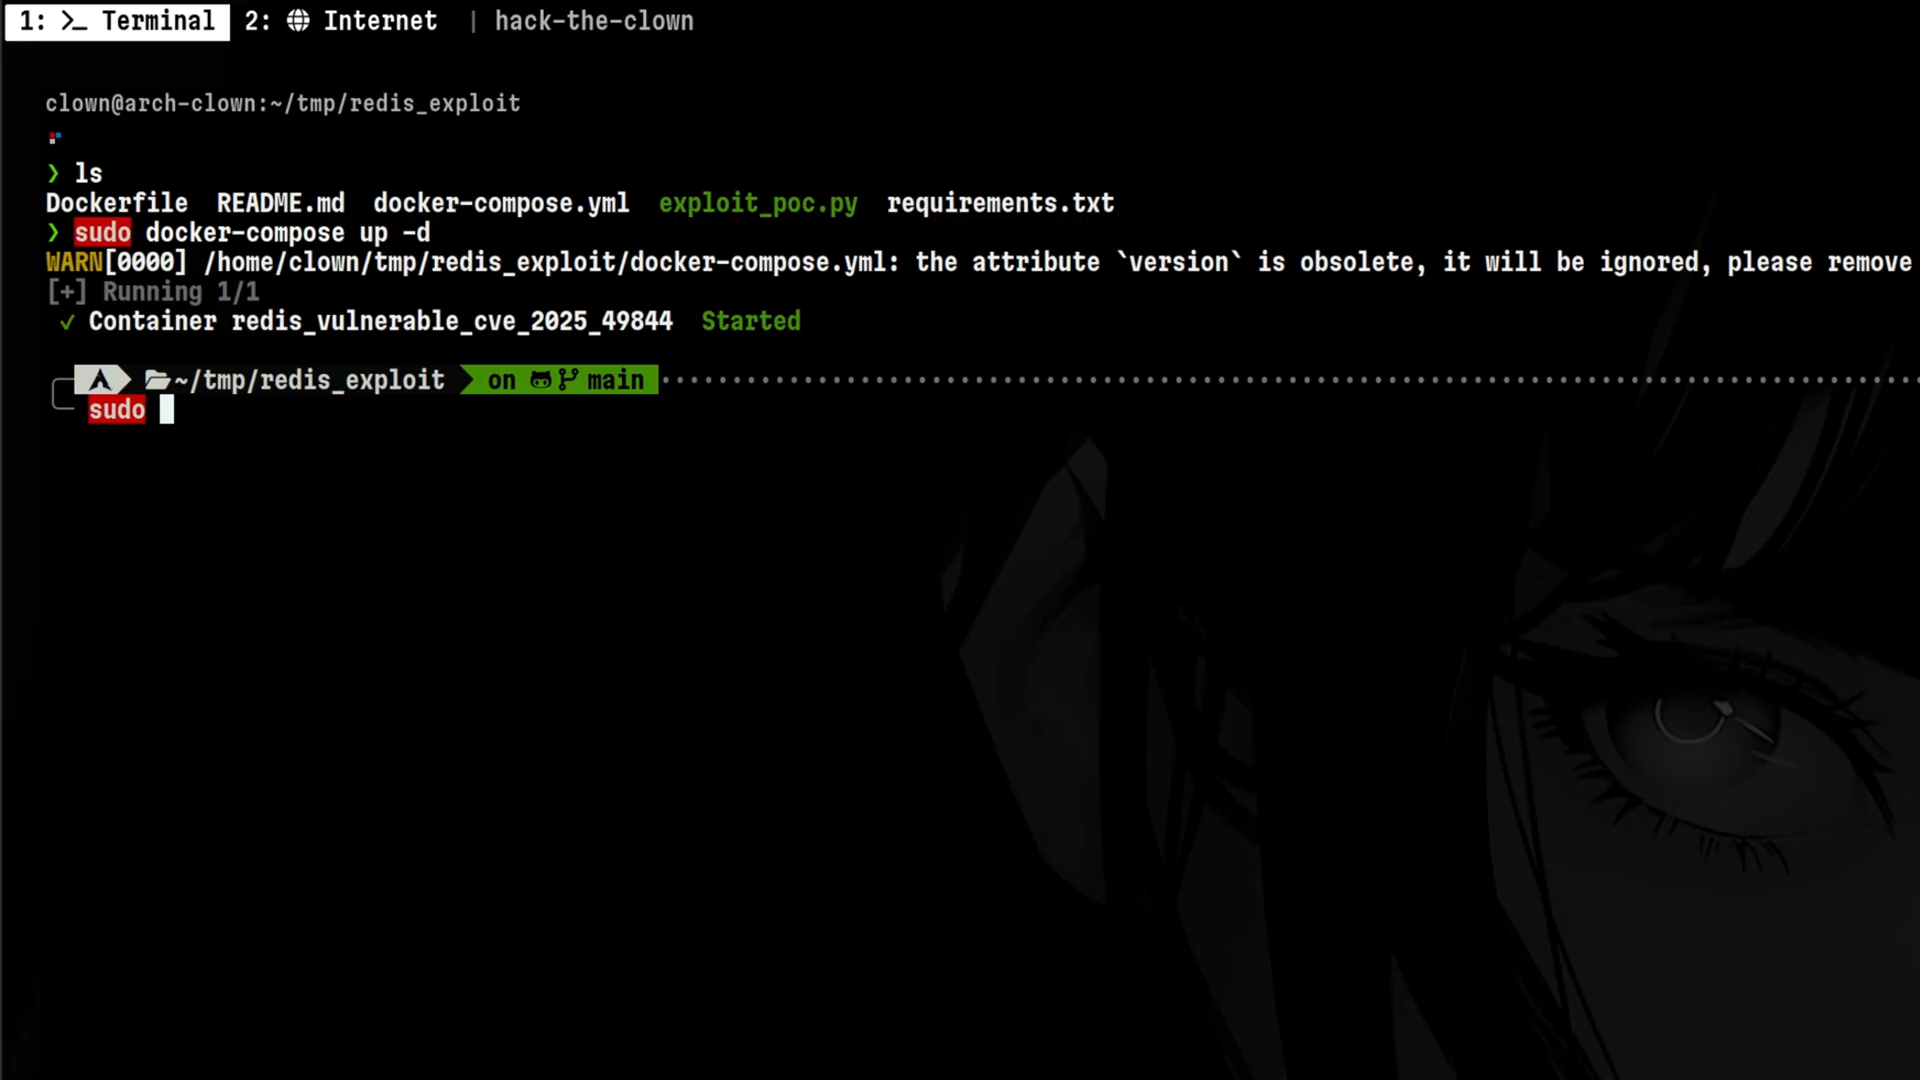 1: >_ Terminal 2: Internet | hack-the-clown
clown@arch-clown:~/tmp/redis_exploit
❯ ls
Dockerfile README.md docker-compose.yml exploit_poc.py requirements.txt
❯ sudo docker-compose up -d
WARN[0000] /home/clown/tmp/redis_exploit/docker-compose.yml: the attribute `version` is obsolete, it will be ignored, please remove
[+] Running 1/1
✓ Container redis_vulnerable_cve_2025_49844 Started
~/tmp/redis_exploit on main
sudo